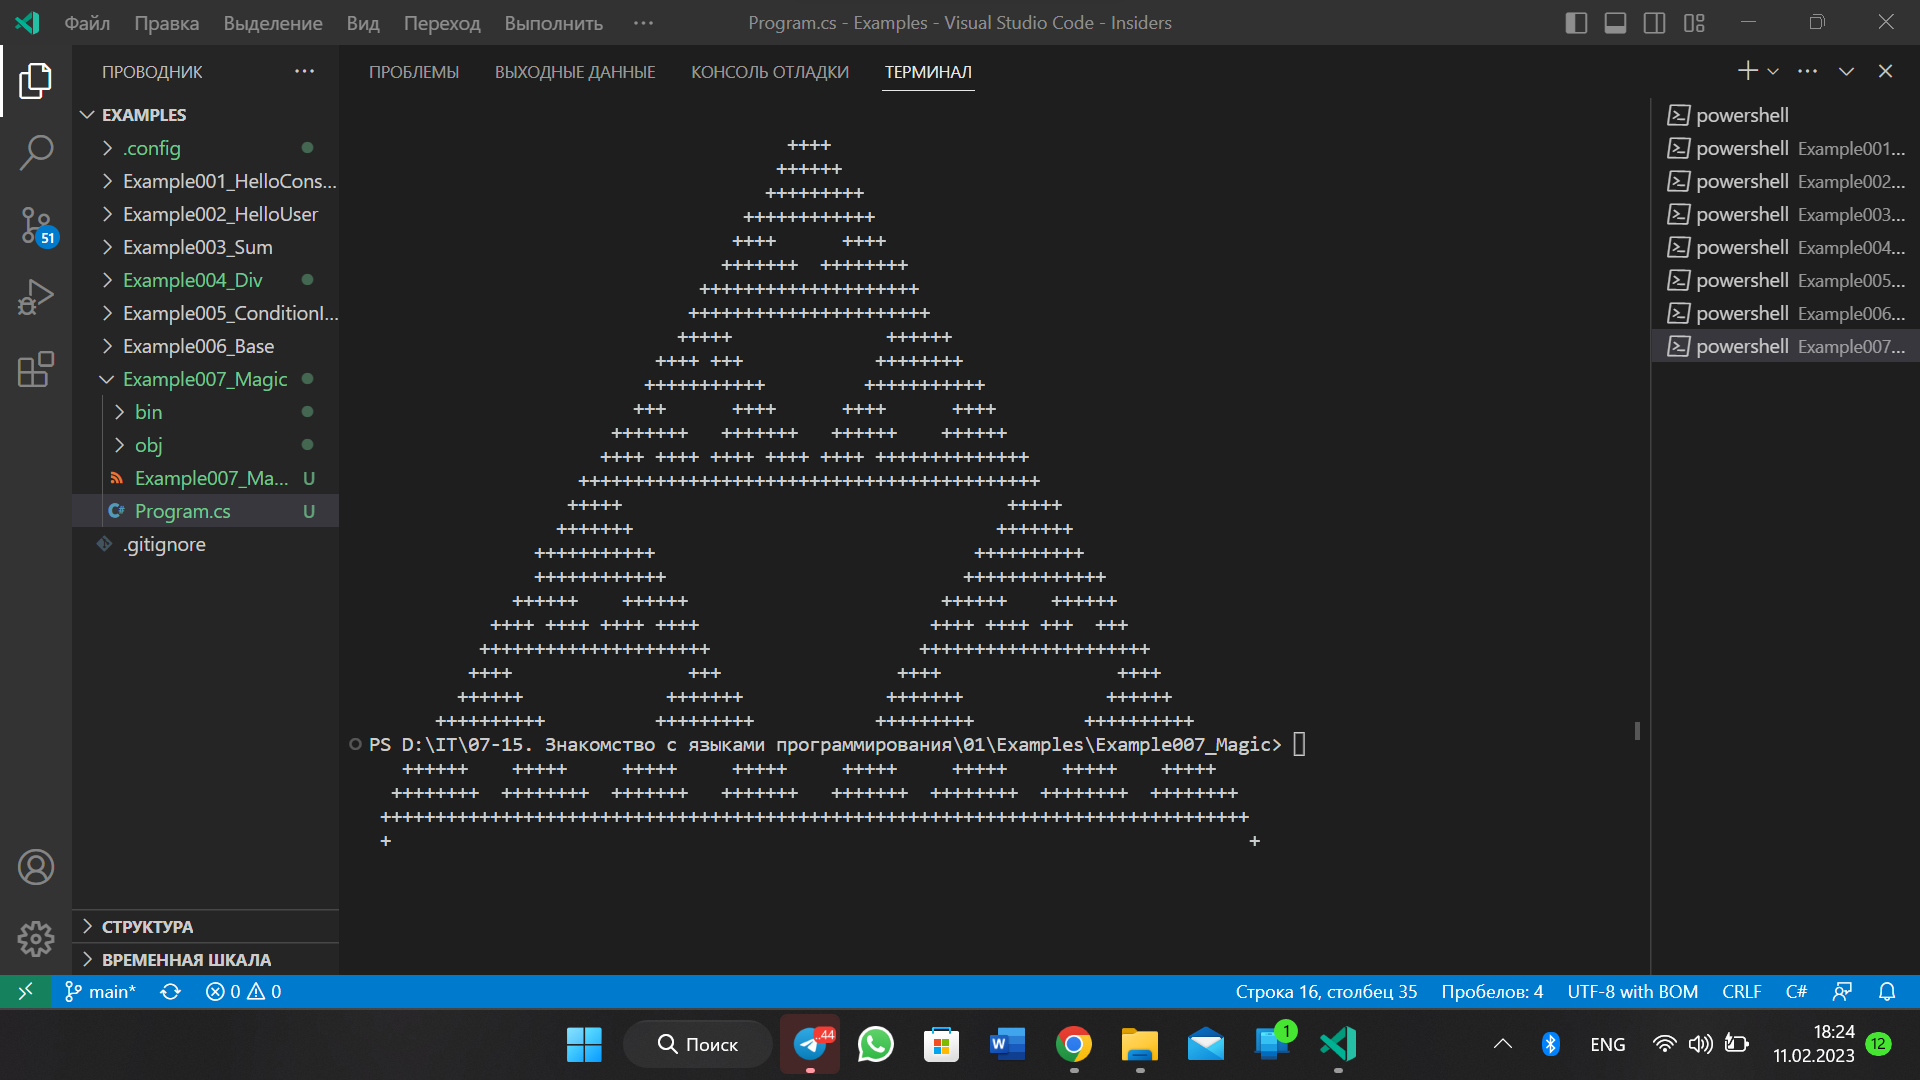 Файл Правка Выделение Вид Переход Выполнить ··· Program.cs - Examples - Visual Studio Code - Insiders
ПРОВОДНИК ···
EXAMPLES
.config
Example001_HelloCons...
Example002_HelloUser
Example003_Sum
Example004_Div
Example005_ConditionI...
Example006_Base
Example007_Magic
bin
obj
Example007_Ma... U
Program.cs U
.gitignore
СТРУКТУРА
ВРЕМЕННАЯ ШКАЛА
51
ПРОБЛЕМЫ ВЫХОДНЫЕ ДАННЫЕ КОНСОЛЬ ОТЛАДКИ ТЕРМИНАЛ
++++
++++++
+++++++++
++++++++++++
++++      ++++
+++++++  ++++++++
++++++++++++++++++++
++++++++++++++++++++++
+++++              ++++++
++++ +++            ++++++++
+++++++++++         +++++++++++
+++      ++++      ++++      ++++
+++++++   +++++++   ++++++    ++++++
++++ ++++ ++++ ++++ ++++ ++++++++++++++
++++++++++++++++++++++++++++++++++++++++++
+++++                                   +++++
+++++++                                 +++++++
+++++++++++                             ++++++++++
++++++++++++                           +++++++++++++
++++++    ++++++                       ++++++    ++++++
++++ ++++ ++++ ++++                     ++++ ++++ +++  +++
+++++++++++++++++++++                   +++++++++++++++++++++
++++                +++                ++++                ++++
++++++             +++++++             +++++++             ++++++
++++++++++          +++++++++           +++++++++          ++++++++++
PS D:\IT\07-15. Знакомство с языками программирования\01\Examples\Example007_Magic>
++++++    +++++     +++++     +++++     +++++     +++++     +++++    +++++
++++++++  ++++++++  +++++++   +++++++   +++++++  ++++++++  ++++++++  ++++++++
+++++++++++++++++++++++++++++++++++++++++++++++++++++++++++++++++++++++++++++++
+                                                                              +
powershell
powershell Example001...
powershell Example002...
powershell Example003...
powershell Example004...
powershell Example005...
powershell Example006...
powershell Example007...
main* 0 0 Строка 16, столбец 35 Пробелов: 4 UTF-8 with BOM CRLF C#
Поиск ..44 1 ENG 18:24 12
11.02.2023